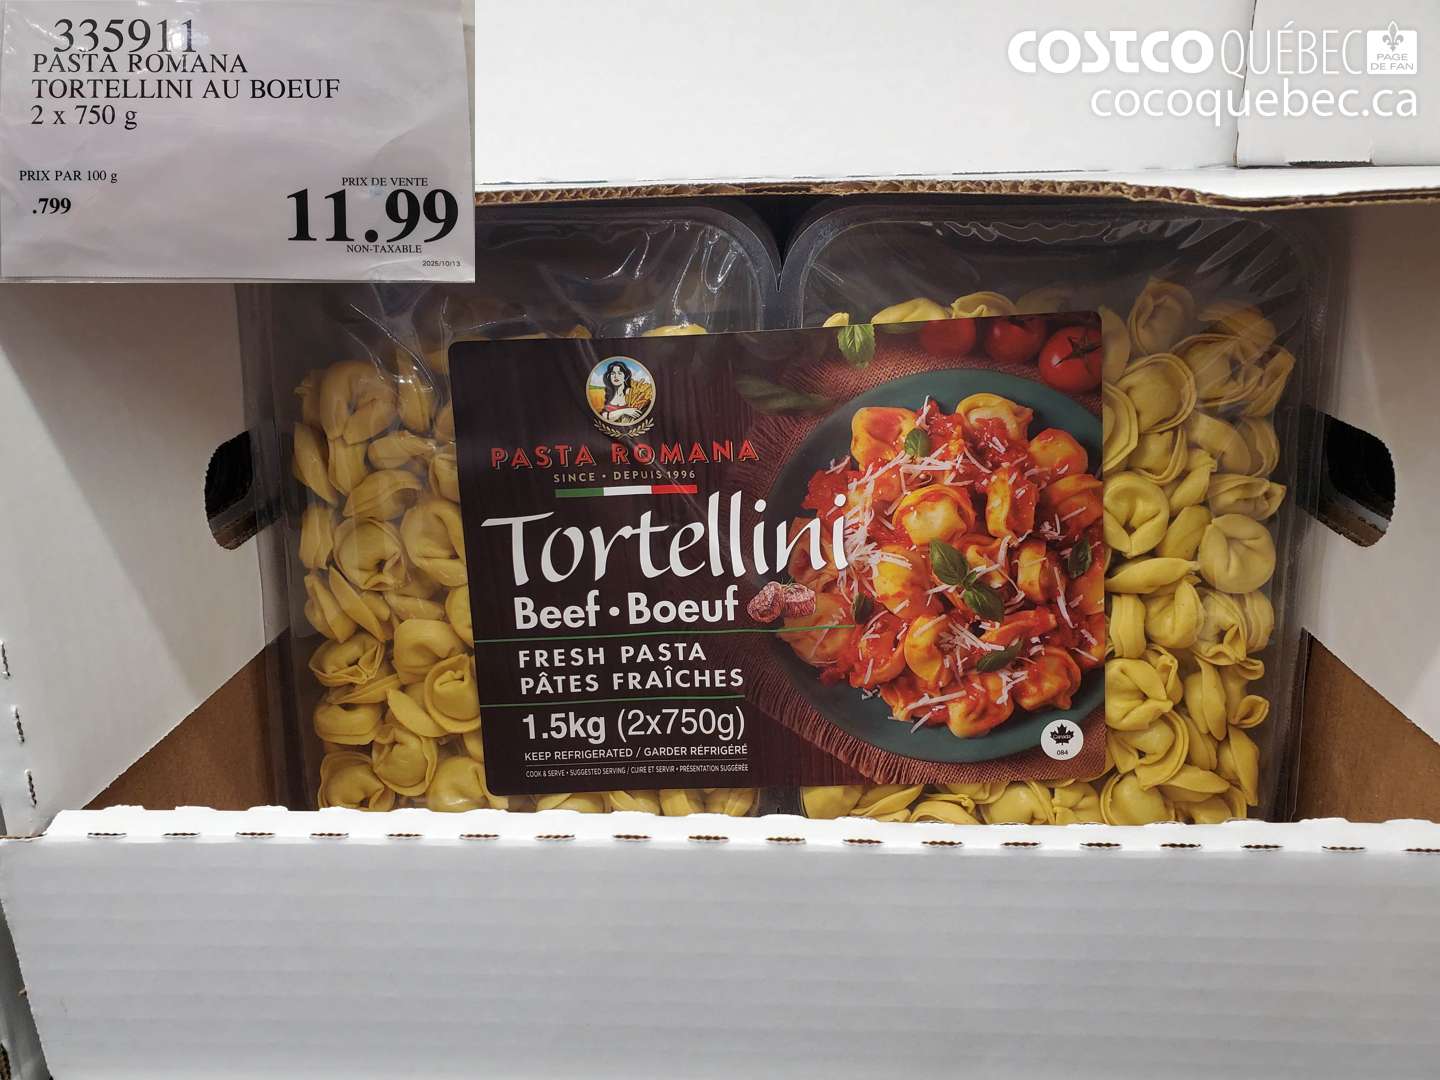 335911
PASTA ROMANA
TORTELLINI AU BOEUF
2 x 750 g
PRIX PAR 100 g
.799
PRIX DE VENTE
11.99
NON-TAXABLE
2025/10/13
COSTCO QUÉBEC
PAGE
DE FAN
cocoquebec.ca
PASTA ROMANA
SINCE • DEPUIS 1996
Tortellini
Beef • Boeuf
FRESH PASTA
PÂTES FRAÎCHES
1.5kg (2x750g)
KEEP REFRIGERATED / GARDER RÉFRIGÉRÉ
COOK & SERVE • SUGGESTED SERVING / CUIRE ET SERVIR • PRÉSENTATION SUGGÉRÉE
Canada
084